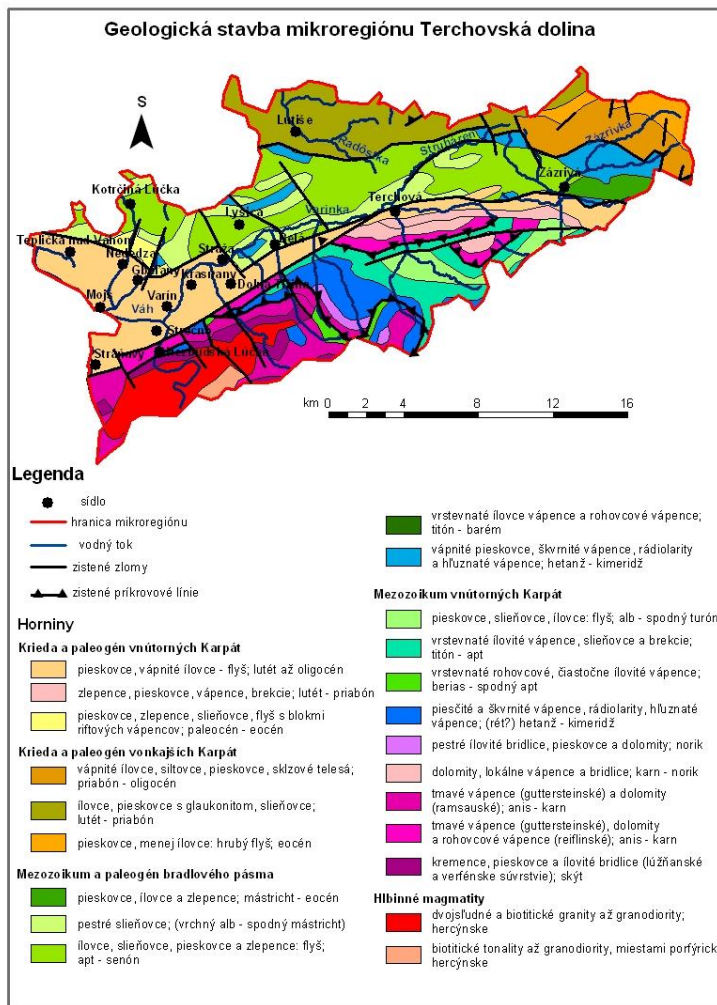 Geologická stavba mikroregiónu Terchovská dolina
S
Lutiše
Radôstka
Struháreň
Zázrivka
Zázrivá
Kotrčiná Lúčka
Lysica
Varínka
Terchová
Teplička nad Váhom
Nededza
Stráža
Belá
Gbeľany
Krasňany
Dolná Tižina
Mojš
Varín
Váh
Strečno
Stráňavy
Nezbudská Lúčka
km 0 2 4 8 12 16
Legenda
sídlo
hranica mikroregiónu
vodný tok
zistené zlomy
zistené príkrovové línie
Horniny
Krieda a paleogén vnútorných Karpát
pieskovce, vápnité ílovce - flyš; lutét až oligocén
zlepence, pieskovce, vápence, brekcie; lutét - priabón
pieskovce, zlepence, slieňovce, flyš s blokmi
riftových vápencov; paleocén - eocén
Krieda a paleogén vonkajších Karpát
vápnité ílovce, siltovce, pieskovce, sklzové telesá;
priabón - oligocén
ílovce, pieskovce s glaukonitom, slieňovce;
lutét - priabón
pieskovce, menej ílovce: hrubý flyš; eocén
Mezozoikum a paleogén bradlového pásma
pieskovce, ílovce a zlepence; mástricht - eocén
pestré slieňovce; (vrchný alb - spodný mástricht)
ílovce, slieňovce, pieskovce a zlepence: flyš;
apt - senón
vrstevnaté ílovce vápence a rohovcové vápence;
titón - barém
vápnité pieskovce, škvrnité vápence, rádiolarity
a hľuznaté vápence; hetanž - kimeridž
Mezozoikum vnútorných Karpát
pieskovce, slieňovce, ílovce: flyš; alb - spodný turón
vrstevnaté ílovité vápence, slieňovce a brekcie;
titón - apt
vrstevnaté rohovcové, čiastočne ílovité vápence;
berias - spodný apt
piesčité a škvrnité vápence, rádiolarity, hľuznaté
vápence; (rét?) hetanž - kimeridž
pestré ílovité bridlice, pieskovce a dolomity; norik
dolomity, lokálne vápence a bridlice; karn - norik
tmavé vápence (guttersteinské) a dolomity
(ramsauské); anis - karn
tmavé vápence (guttersteinské), dolomity
a rohovcové vápence (reiflinské); anis - karn
kremence, pieskovce a ílovité bridlice (lúžňanské
a verfénske súvrstvie); skýt
Hlbinné magmatity
dvojsľudné a biotitické granity až granodiority;
hercýnske
biotitické tonality až granodiority, miestami porfýrick
hercýnske